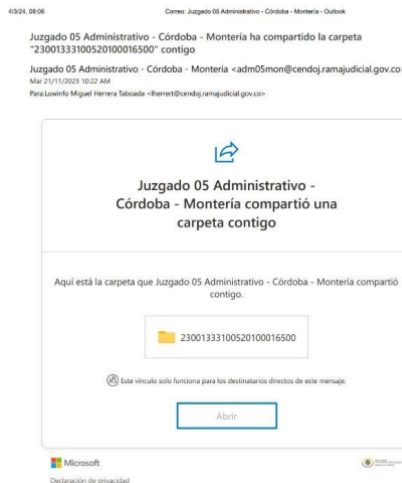 4/3/24, 08:06 Correo: Juzgado 05 Administrativo - Córdoba - Montería - Outlook
Juzgado 05 Administrativo - Córdoba - Montería ha compartido la carpeta
"23001333100520100016500" contigo
Juzgado 05 Administrativo - Córdoba - Montería <adm05mon@cendoj.ramajudicial.gov.co
Mar 21/11/2023 10:22 AM
Para:Lowinfo Miguel Herrera Taboada <lherrert@cendoj.ramajudicial.gov.co>
Juzgado 05 Administrativo -
Córdoba - Montería compartió una
carpeta contigo
Aquí está la carpeta que Juzgado 05 Administrativo - Córdoba - Montería compartió
contigo.
23001333100520100016500
Este vínculo solo funciona para los destinatarios directos de este mensaje.
Abrir
Microsoft
Declaración de privacidad